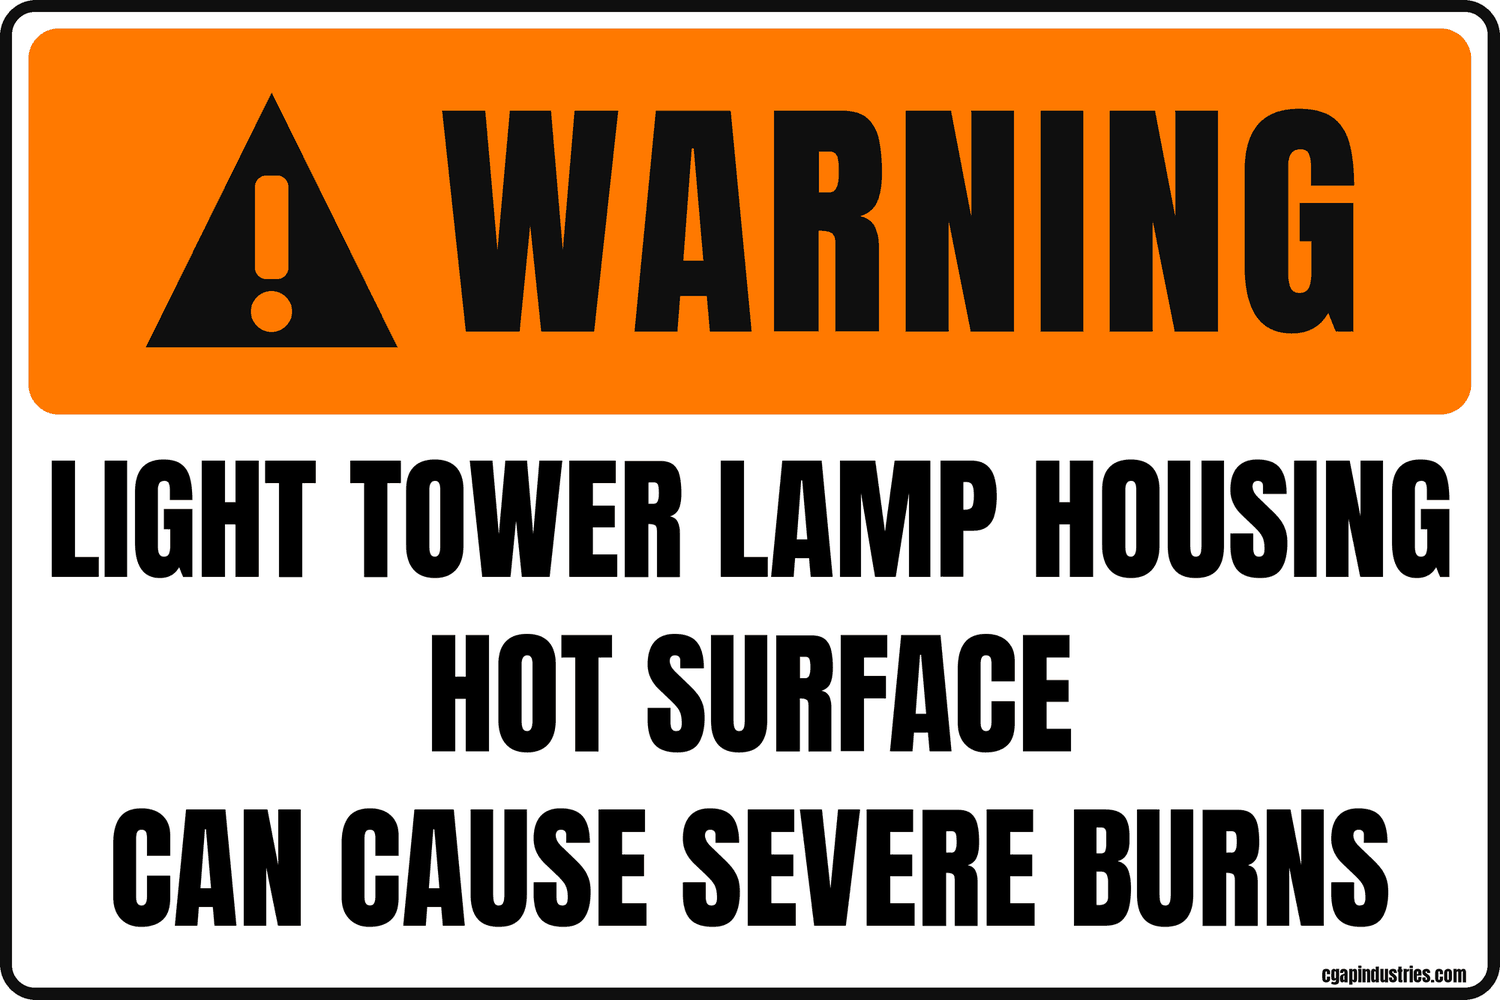 WARNING
LIGHT TOWER LAMP HOUSING
HOT SURFACE
CAN CAUSE SEVERE BURNS
cgapindustries.com